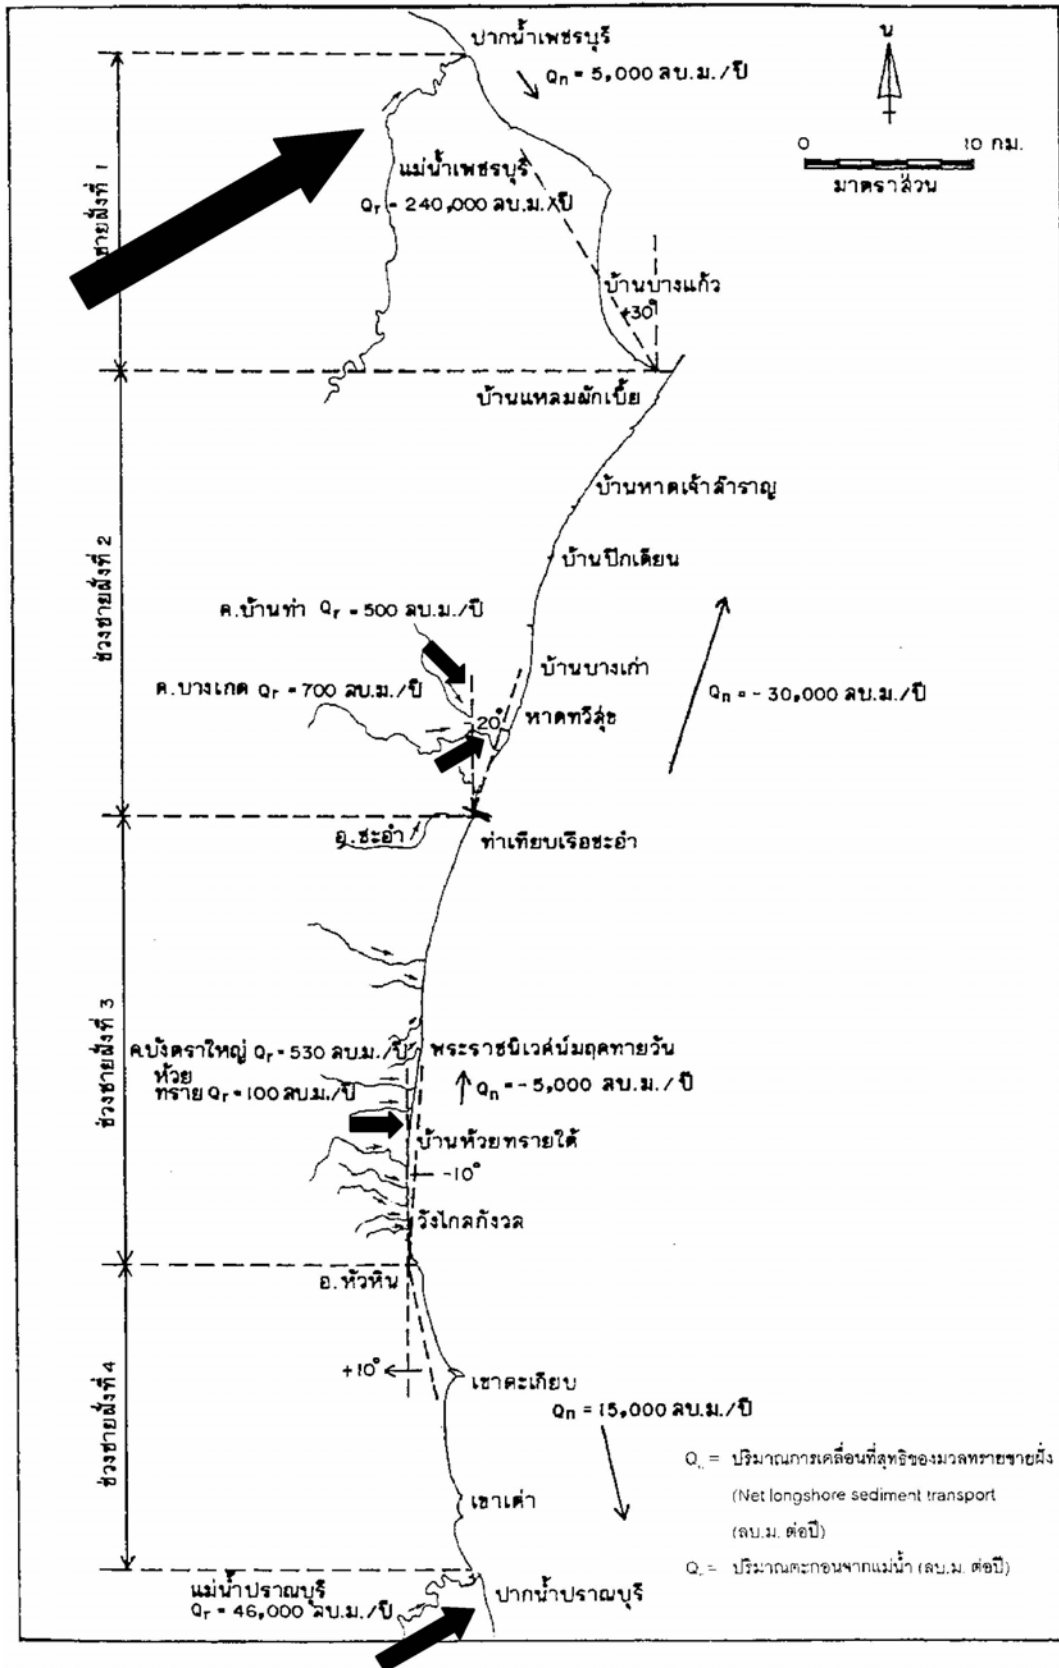 ปากน้ำเพชรบุรี
น
Qn = 5,000 ลบ.ม./ปี
0 10 กม.
มาตราส่วน
แม่น้ำเพชรบุรี
Qr = 240,000 ลบ.ม./ปี
ชายฝั่งที่ 1
บ้านบางแก้ว
+30°
บ้านแหลมผักเบี้ย
บ้านหาดเจ้าสำราญ
บ้านปึกเตียน
ช่วงชายฝั่งที่ 2
ค.บ้านท่า Qr = 500 ลบ.ม./ปี
บ้านบางเก่า
ค.บางเกต Qr = 700 ลบ.ม./ปี
Qn = - 30,000 ลบ.ม./ปี
20°
หาดทวีสุข
อ.ชะอำ
ท่าเทียบเรือชะอำ
ช่วงชายฝั่งที่ 3
ค.บังตราใหญ่ Qr = 530 ลบ.ม./ปี
พระราชนิเวศน์มฤคทายวัน
ห้วย
ทราย Qr = 100 ลบ.ม./ปี
Qn = - 5,000 ลบ.ม./ปี
บ้านห้วยทรายใต้
-10°
วังไกลกังวล
อ.หัวหิน
ช่วงชายฝั่งที่ 4
+10°
เขาตะเกียบ
Qn = 15,000 ลบ.ม./ปี
Qn = ปริมาณการเคลื่อนที่สุทธิของมวลทรายชายฝั่ง
(Net longshore sediment transport
(ลบ.ม. ต่อปี)
เขาเต่า
Qr = ปริมาณตะกอนจากแม่น้ำ (ลบ.ม. ต่อปี)
แม่น้ำปราณบุรี
Qr = 46,000 ลบ.ม./ปี
ปากน้ำปราณบุรี